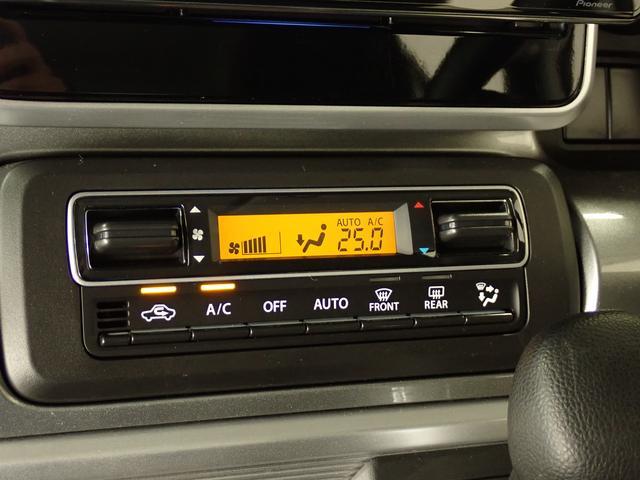 Pioneer
AUTO A/C
25.0
A/C OFF AUTO FRONT REAR